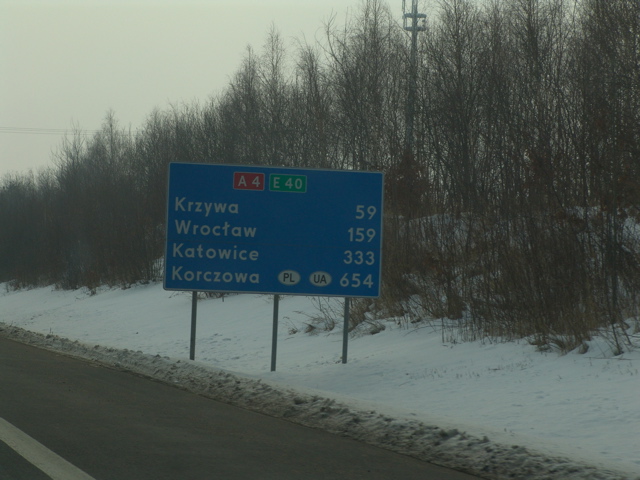 A 4 E 40
Krzywa 59
Wrocław 159
Katowice 333
Korczowa PL UA 654